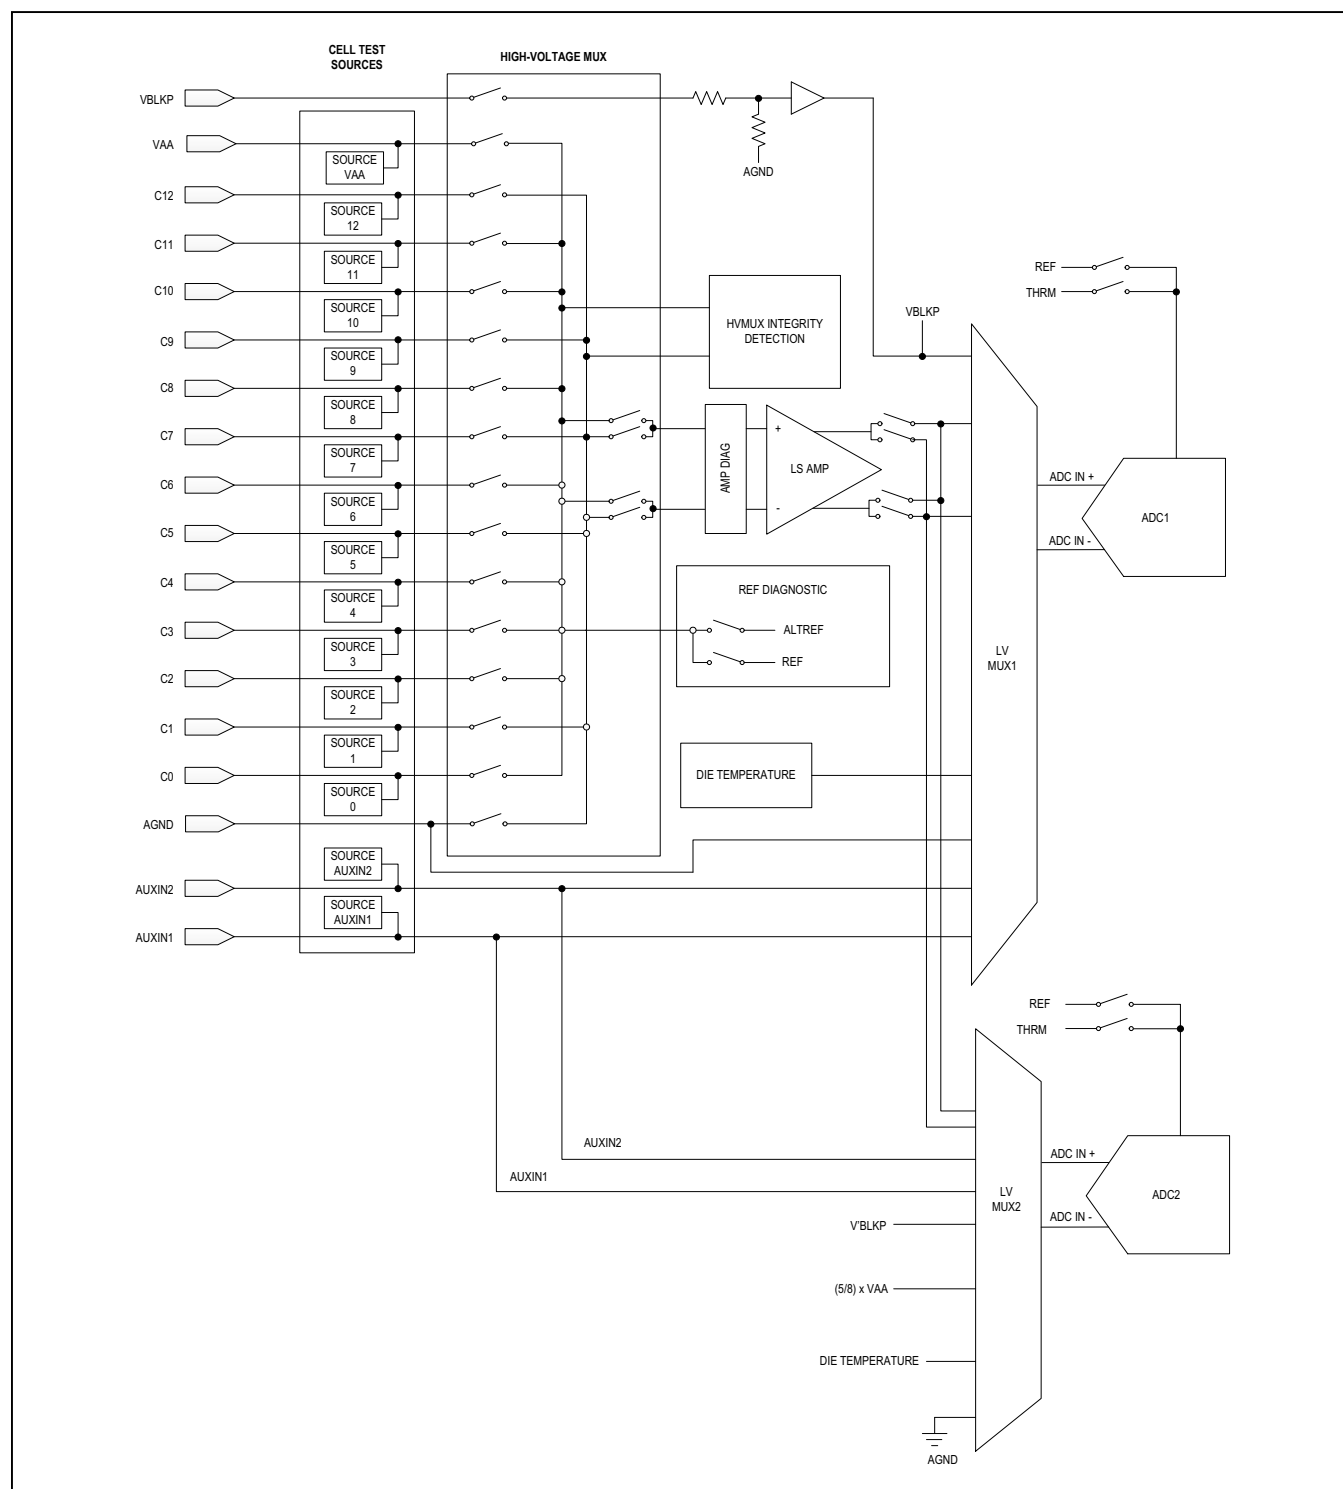 CELL TEST
SOURCES
HIGH-VOLTAGE MUX
VBLKP
VAA
SOURCE
VAA
AGND
C12
SOURCE
12
C11
SOURCE
11
REF
C10
SOURCE
10
THRM
HVMUX INTEGRITY
DETECTION
VBLKP
C9
SOURCE
9
C8
SOURCE
8
C7
SOURCE
7
AMP DIAG
+
LS AMP
-
C6
SOURCE
6
ADC IN +
ADC1
ADC IN -
C5
SOURCE
5
C4
SOURCE
4
REF DIAGNOSTIC
C3
SOURCE
3
ALTREF
REF
LV
MUX1
C2
SOURCE
2
C1
SOURCE
1
C0
SOURCE
0
DIE TEMPERATURE
AGND
SOURCE
AUXIN2
AUXIN2
SOURCE
AUXIN1
AUXIN1
REF
THRM
AUXIN2
AUXIN1
LV
MUX2
ADC IN +
ADC2
ADC IN -
V'BLKP
(5/8) x VAA
DIE TEMPERATURE
AGND